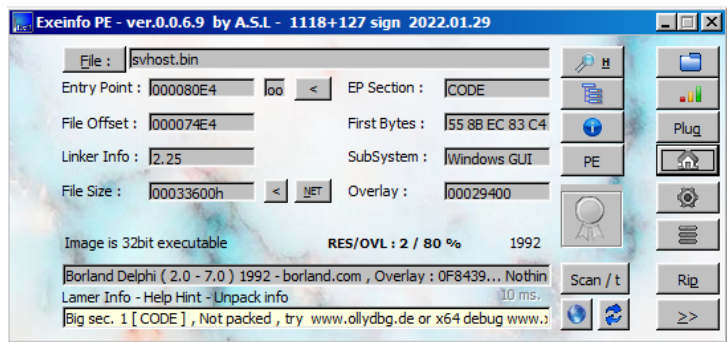 Exeinfo PE - ver.0.0.6.9 by A.S.L - 1118+127 sign 2022.01.29
File : svhost.bin H
Entry Point : 000080E4 oo < EP Section : CODE
File Offset : 000074E4 First Bytes : 55 8B EC 83 C4 Plug
Linker Info : 2.25 SubSystem : Windows GUI PE
File Size : 00033600h < NET Overlay : 00029400
Image is 32bit executable RES/OVL : 2 / 80 % 1992
Borland Delphi ( 2.0 - 7.0 ) 1992 - borland.com , Overlay : 0F8439... Nothin Scan / t Rip
Lamer Info - Help Hint - Unpack info 10 ms.
Big sec. 1 [ CODE ] , Not packed , try www.ollydbg.de or x64 debug www. >>